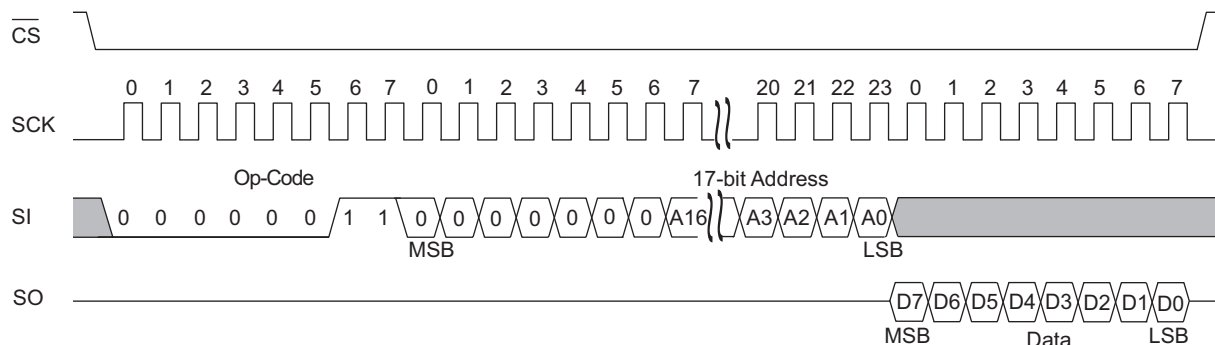 CS
0 1 2 3 4 5 6 7 0 1 2 3 4 5 6 7 20 21 22 23 0 1 2 3 4 5 6 7
SCK
Op-Code 17-bit Address
SI 0 0 0 0 0 0 1 1 0 0 0 0 0 0 0 A16 A3 A2 A1 A0
MSB LSB
SO D7 D6 D5 D4 D3 D2 D1 D0
MSB Data LSB